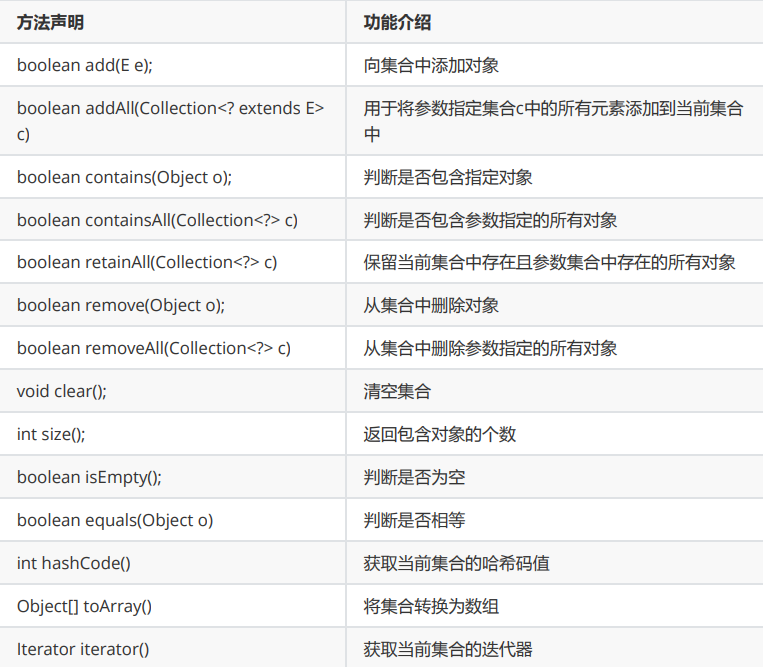 方法声明 功能介绍
boolean add(E e); 向集合中添加对象
boolean addAll(Collection<? extends E> 用于将参数指定集合c中的所有元素添加到当前集合
c) 中
boolean contains(Object o); 判断是否包含指定对象
boolean containsAll(Collection<?> c) 判断是否包含参数指定的所有对象
boolean retainAll(Collection<?> c) 保留当前集合中存在且参数集合中存在的所有对象
boolean remove(Object o); 从集合中删除对象
boolean removeAll(Collection<?> c) 从集合中删除参数指定的所有对象
void clear(); 清空集合
int size(); 返回包含对象的个数
boolean isEmpty(); 判断是否为空
boolean equals(Object o) 判断是否相等
int hashCode() 获取当前集合的哈希码值
Object[] toArray() 将集合转换为数组
Iterator iterator() 获取当前集合的迭代器